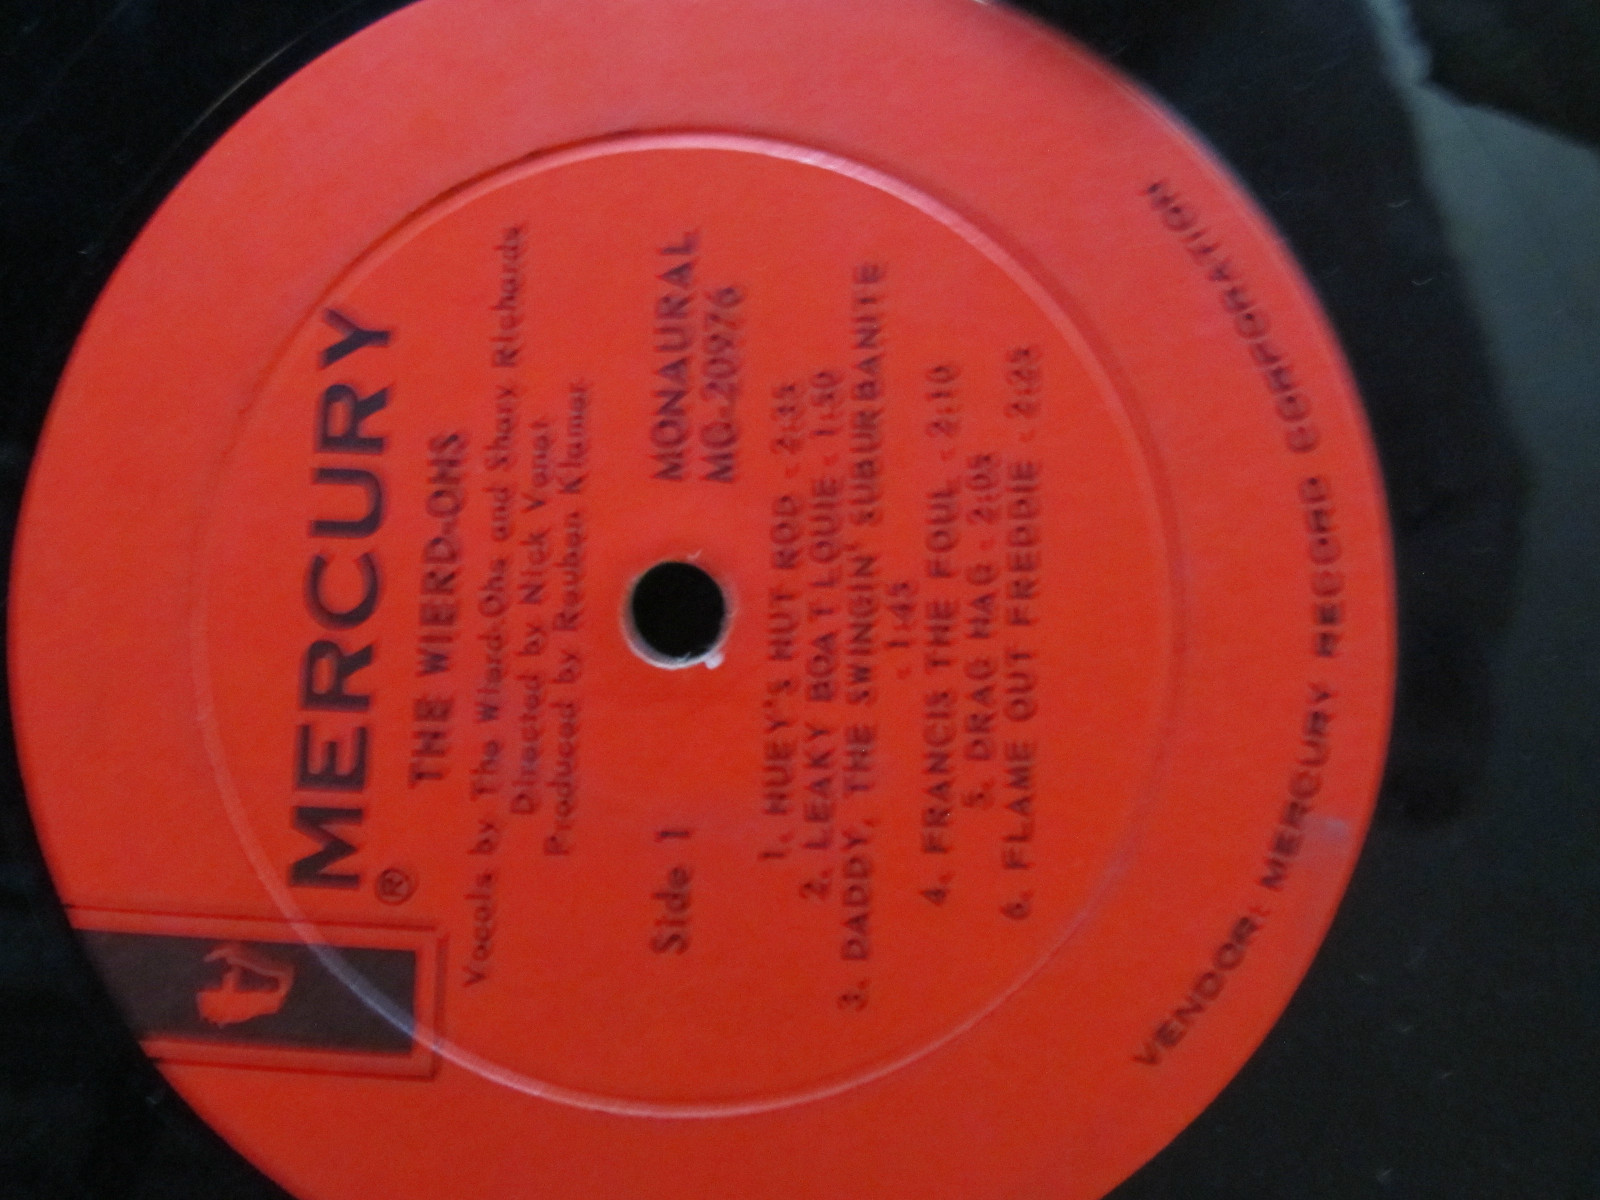 MERCURY
®
THE WIERD-OHS
Vocals by The Wierd-Ohs and Shary Richards
Directed by Nick Venet
Produced by Reuben Klamer
Side 1
MONAURAL
MG-20976
1. HUEY'S HUT ROD - 2:35
2. LEAKY BOAT LOUIE - 1:50
3. DADDY, THE SWINGIN' SUBURBANITE
- 1:45
4. FRANCIS THE FOUL - 2:10
5. DRAG HAG - 2:05
6. FLAME OUT FREDDIE - 2:25
VENDOR: MERCURY RECORD CORPORATION